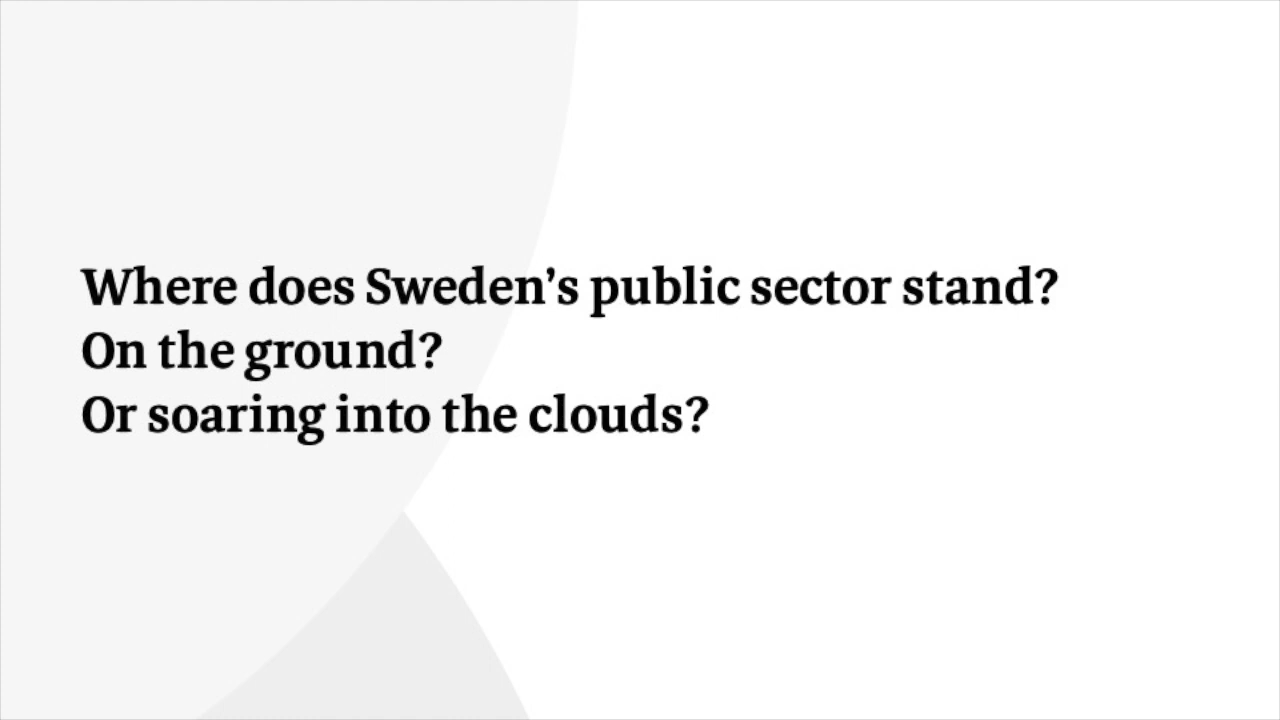 Where does Sweden’s public sector stand?
On the ground?
Or soaring into the clouds?